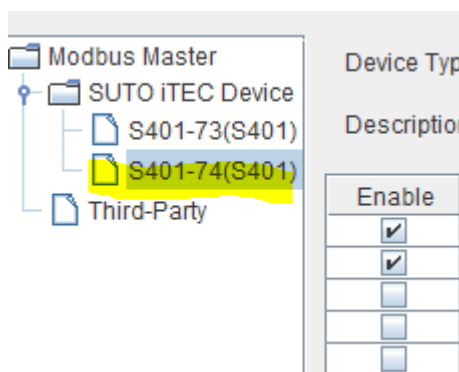 Modbus Master
SUTO iTEC Device
S401-73(S401)
S401-74(S401)
Third-Party
Device Typ
Descriptio
Enable